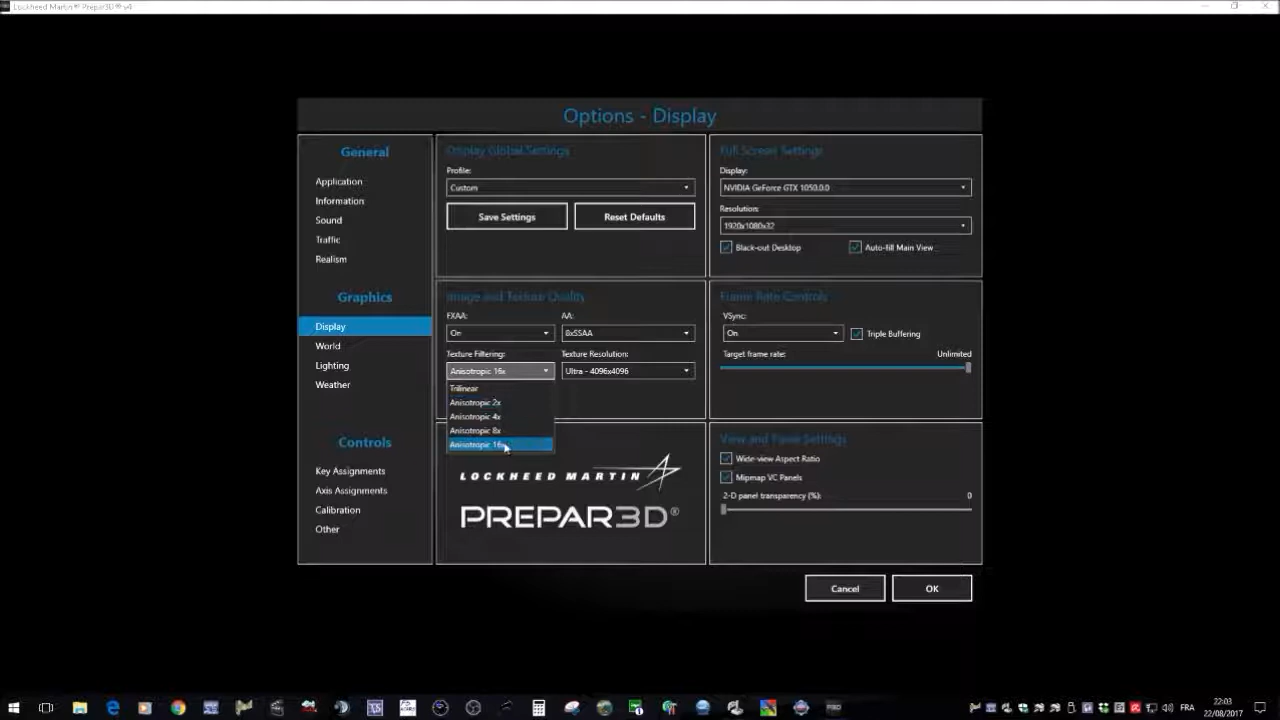 Lockheed Martin® Prepar3D® v4
Options - Display
General
Application
Information
Sound
Traffic
Realism
Graphics
Display
World
Lighting
Weather
Controls
Key Assignments
Axis Assignments
Calibration
Other
Display Global Settings
Profile:
Custom
Save Settings
Reset Defaults
Image and Texture Quality
FXAA:
On
AA:
8xSSAA
Texture Filtering:
Anisotropic 16x
Texture Resolution:
Ultra - 4096x4096
Trilinear
Anisotropic 2x
Anisotropic 4x
Anisotropic 8x
Anisotropic 16x
LOCKHEED MARTIN
PREPAR3D®
Full Screen Settings
Display:
NVIDIA GeForce GTX 1050.0.0
Resolution:
1920x1080x32
Black-out Desktop
Auto-fill Main View
Frame Rate Controls
VSync:
On
Triple Buffering
Target frame rate:
Unlimited
View and Panel Settings
Wide-view Aspect Ratio
Mipmap VC Panels
2-D panel transparency (%):
0
Cancel
OK
FRA
22:03
22/08/2017